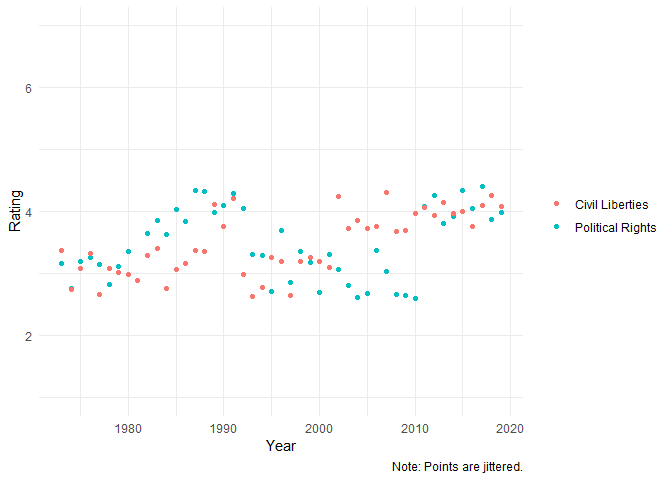 6
4
2
Rating
1980 1990 2000 2010 2020
Year
Civil Liberties
Political Rights
Note: Points are jittered.